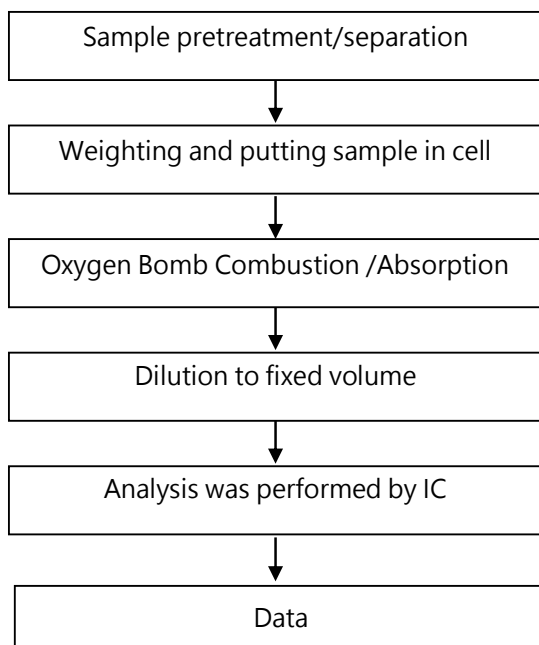 Sample pretreatment/separation
Weighting and putting sample in cell
Oxygen Bomb Combustion /Absorption
Dilution to fixed volume
Analysis was performed by IC
Data